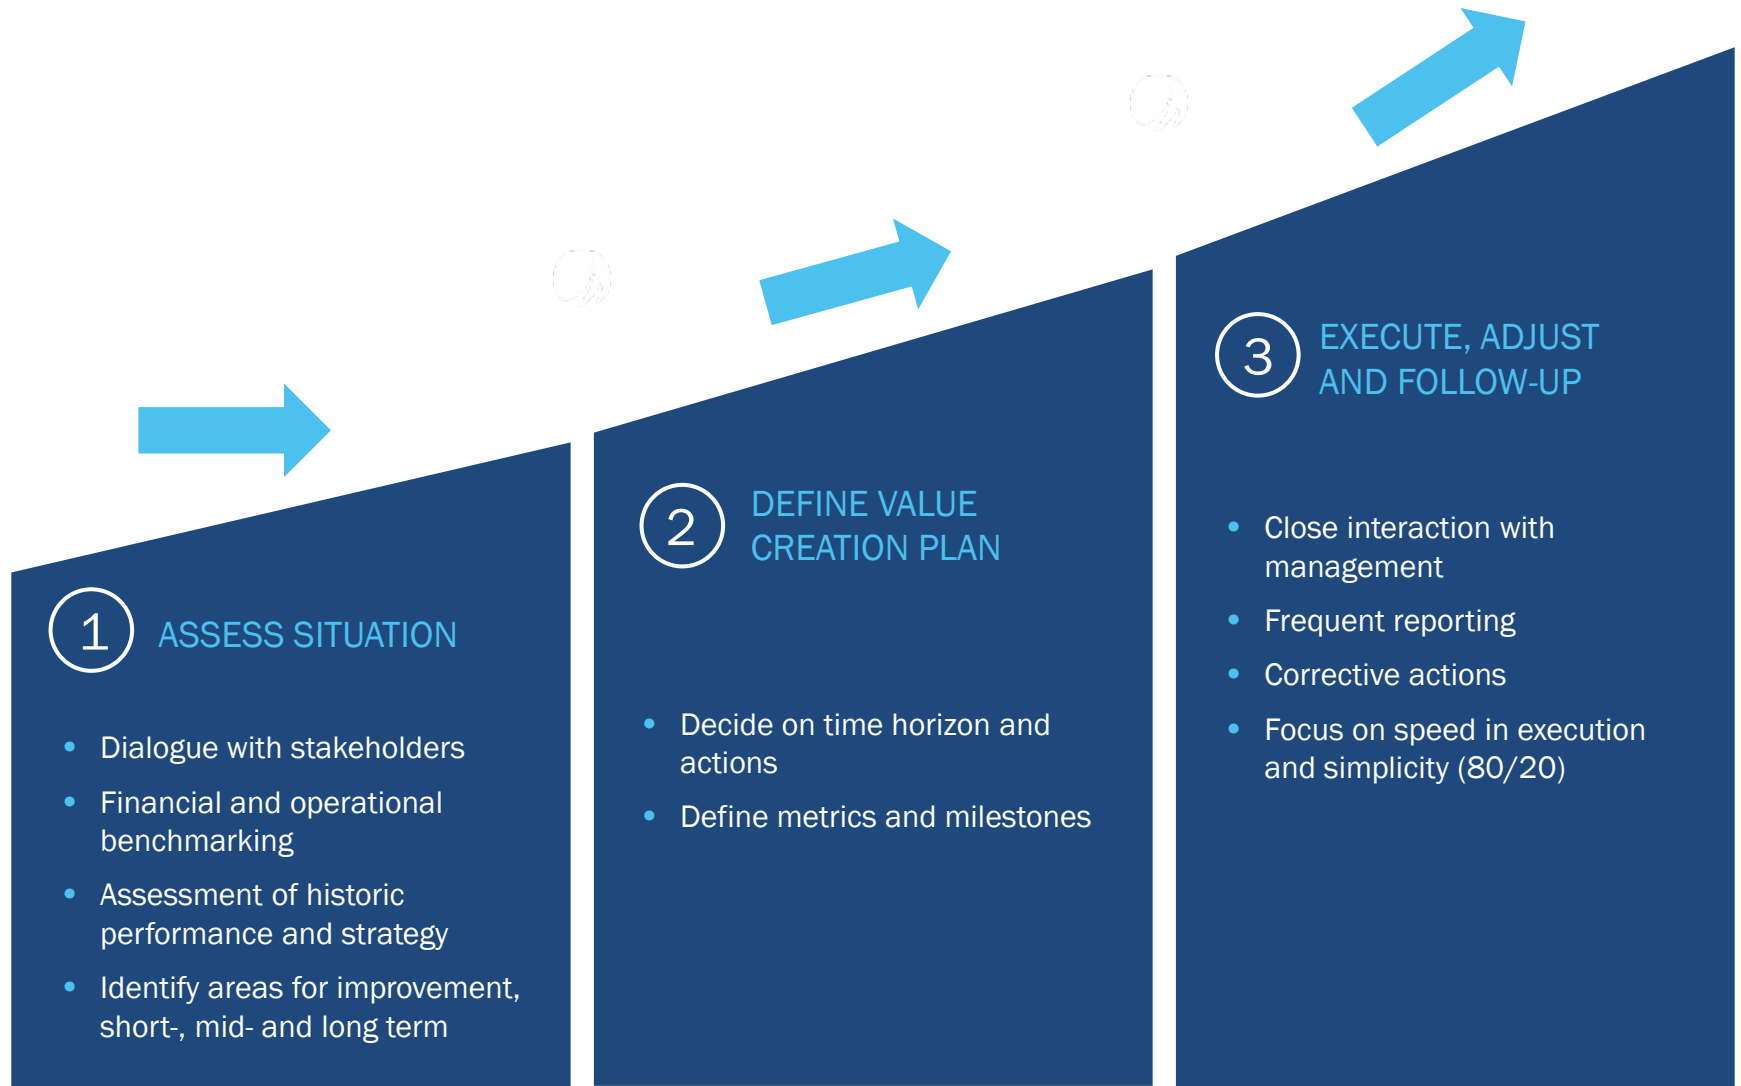 1
ASSESS SITUATION
• Dialogue with stakeholders
• Financial and operational
benchmarking
• Assessment of historic
performance and strategy
• Identify areas for improvement,
short-, mid- and long term
2
DEFINE VALUE
CREATION PLAN
• Decide on time horizon and
actions
• Define metrics and milestones
3
EXECUTE, ADJUST
AND FOLLOW-UP
• Close interaction with
management
• Frequent reporting
• Corrective actions
• Focus on speed in execution
and simplicity (80/20)